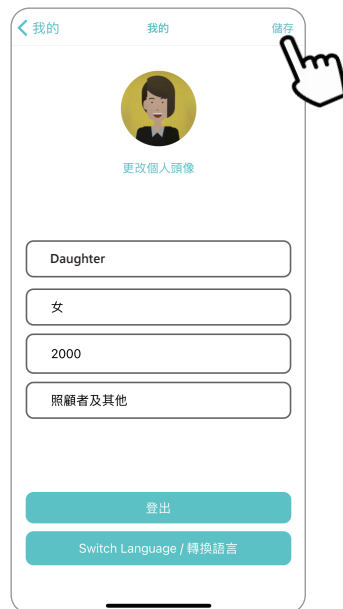 我的
我的
儲存
更改個人頭像
Daughter
女
2000
照顧者及其他
登出
Switch Language / 轉換語言